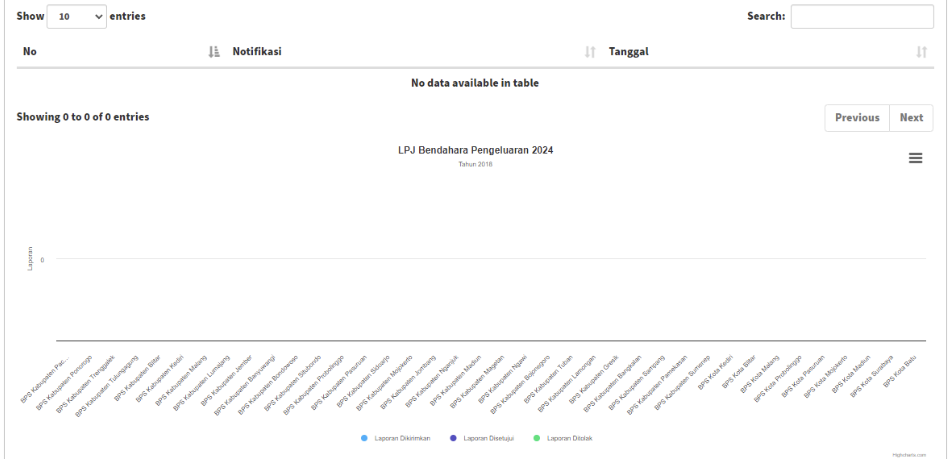 Show 10 entries Search:
No Notifikasi Tanggal
No data available in table
Showing 0 to 0 of 0 entries Previous Next
LPJ Bendahara Pengeluaran 2024
Tahun 2016
Laporan
0
BPS Kabupaten Pac...
BPS Kabupaten Ponorogo
BPS Kabupaten Trenggalek
BPS Kabupaten Tulungagung
BPS Kabupaten Blitar
BPS Kabupaten Kediri
BPS Kabupaten Malang
BPS Kabupaten Lumajang
BPS Kabupaten Jember
BPS Kabupaten Banyuwangi
BPS Kabupaten Bondowoso
BPS Kabupaten Situbondo
BPS Kabupaten Probolinggo
BPS Kabupaten Pasuruan
BPS Kabupaten Sidoarjo
BPS Kabupaten Mojokerto
BPS Kabupaten Jombang
BPS Kabupaten Nganjuk
BPS Kabupaten Madiun
BPS Kabupaten Magetan
BPS Kabupaten Ngawi
BPS Kabupaten Bojonegoro
BPS Kabupaten Tuban
BPS Kabupaten Lamongan
BPS Kabupaten Gresik
BPS Kabupaten Bangkalan
BPS Kabupaten Sampang
BPS Kabupaten Pamekasan
BPS Kabupaten Sumenep
BPS Kota Kediri
BPS Kota Blitar
BPS Kota Malang
BPS Kota Probolinggo
BPS Kota Pasuruan
BPS Kota Mojokerto
BPS Kota Madiun
BPS Kota Surabaya
BPS Kota Batu
Laporan Dikirimkan Laporan Disetujui Laporan Ditolak
Highcharts.com